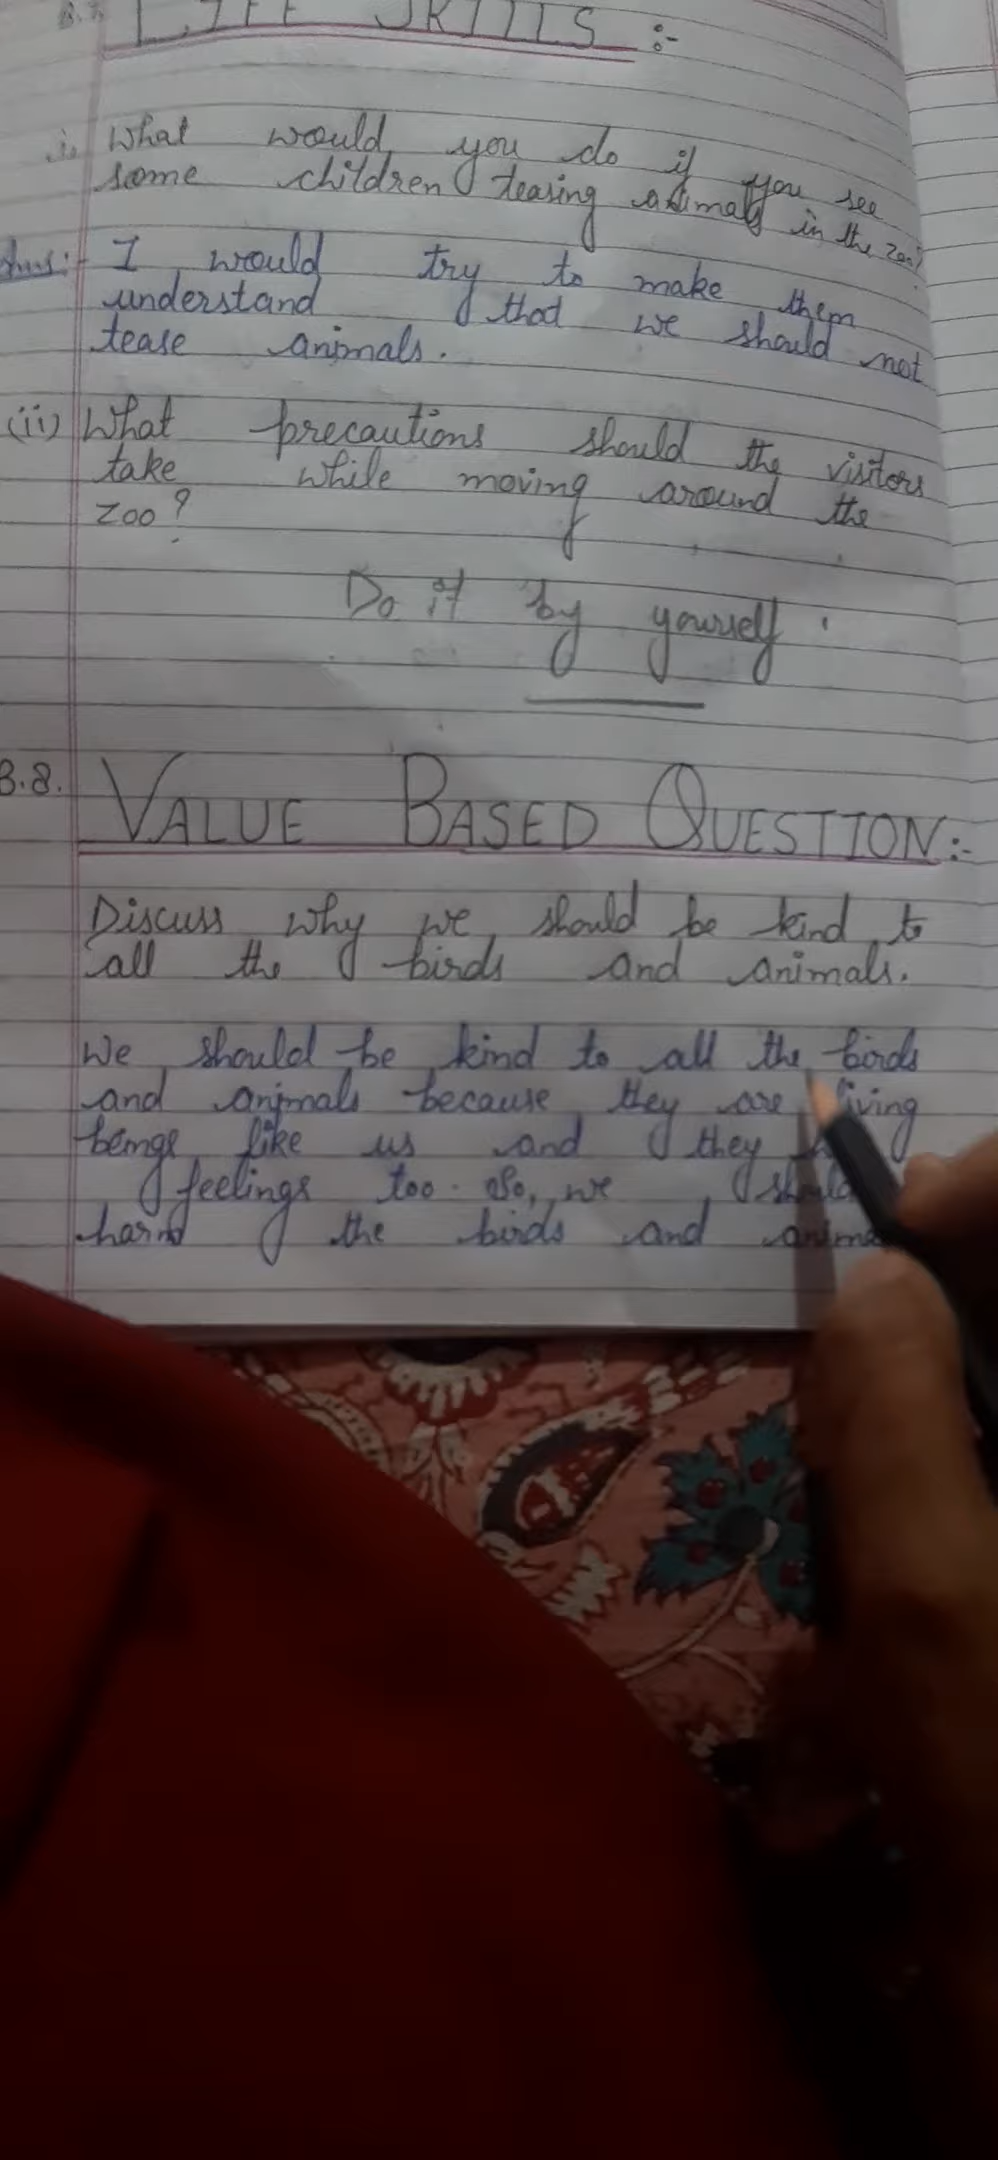 B.7. LIFE SKILLS :-
i. What would you do if you see
some children teasing animals in the zoo?
Ans:- I would try to make them
understand that we should not
tease animals.
(ii) What precautions should the visitors
take while moving around the
zoo?
Do it by yourself.
B.8. VALUE BASED QUESTION:-
Discuss why we should be kind to
all the birds and animals.
We should be kind to all the birds
and animals because they are living
beings like us and they
feelings too. So, we should
harm the birds and